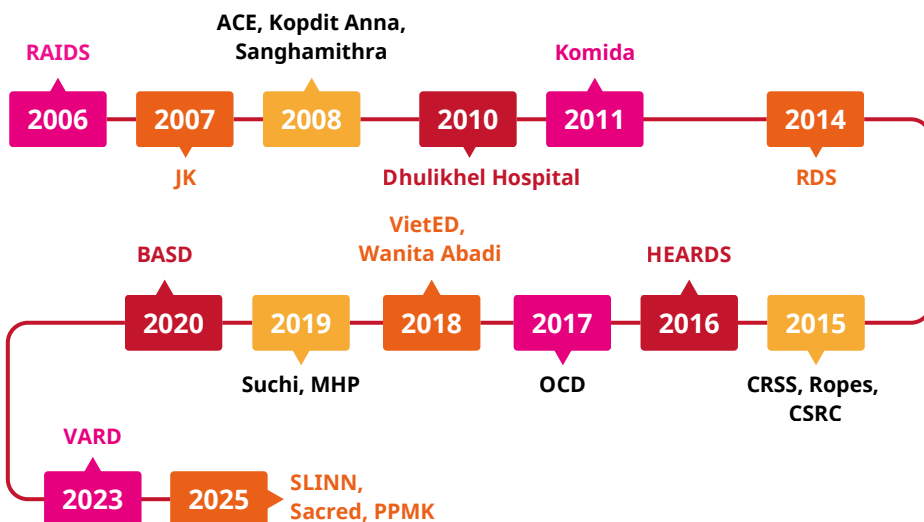 RAIDS
ACE, Kopdit Anna,
Sanghamithra
Komida
2006
2007
2008
2010
2011
2014
JK
Dhulikhel Hospital
RDS
BASD
VietED,
Wanita Abadi
HEARDS
2020
2019
2018
2017
2016
2015
Suchi, MHP
OCD
CRSS, Ropes,
CSRC
VARD
2023
2025
SLINN,
Sacred, PPMK